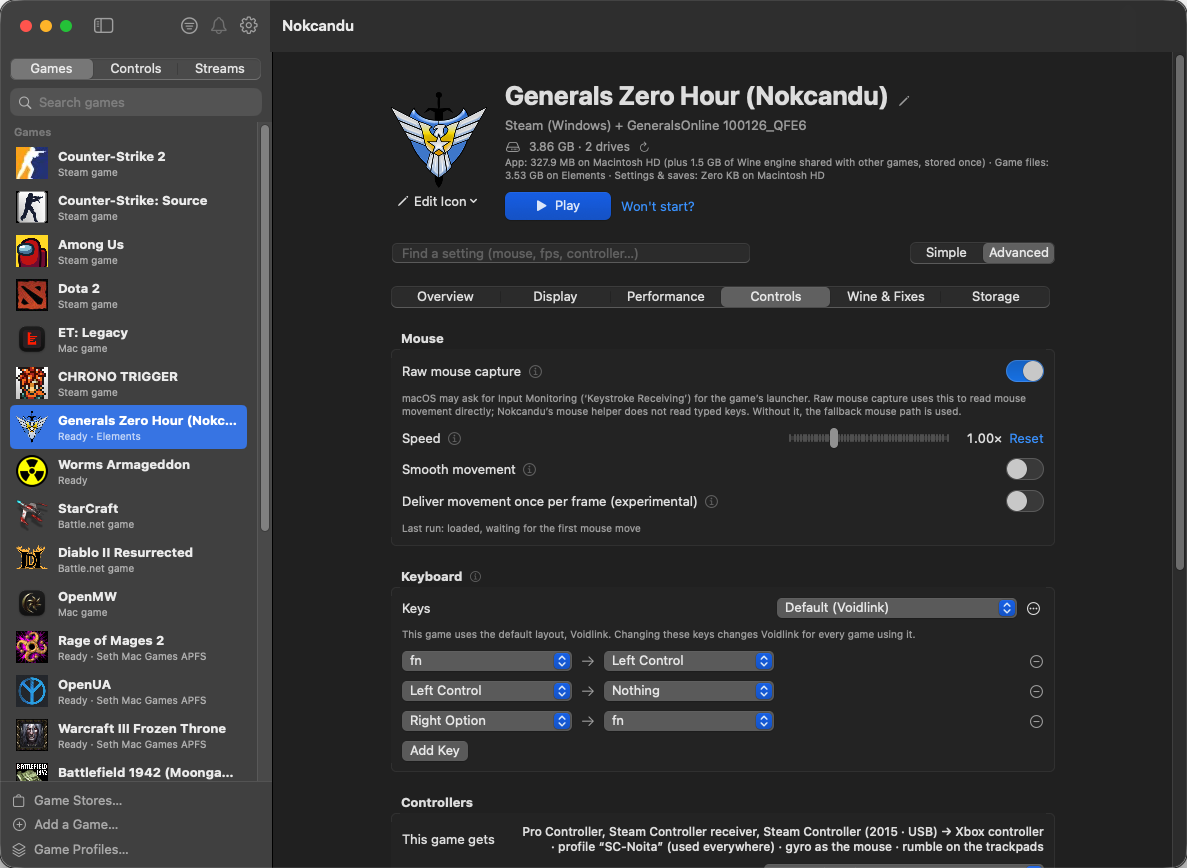 Nokcandu
Games
Controls
Streams
Search games
Games
Counter-Strike 2
Steam game
Counter-Strike: Source
Steam game
Among Us
Steam game
Dota 2
Steam game
ET: Legacy
Mac game
CHRONO TRIGGER
Steam game
Generals Zero Hour (Nokc...
Ready · Elements
Worms Armageddon
Ready
StarCraft
Battle.net game
Diablo II Resurrected
Battle.net game
OpenMW
Mac game
Rage of Mages 2
Ready · Seth Mac Games APFS
OpenUA
Ready · Seth Mac Games APFS
Warcraft III Frozen Throne
Ready · Seth Mac Games APFS
BATTLEFIELD
1942
Battlefield 1942 (Moonga...
Game Stores...
Add a Game...
Game Profiles...
Generals Zero Hour (Nokcandu)
Steam (Windows) + GeneralsOnline 100126_QFE6
3.86 GB · 2 drives
App: 327.9 MB on Macintosh HD (plus 1.5 GB of Wine engine shared with other games, stored once) · Game files:
3.53 GB on Elements · Settings & saves: Zero KB on Macintosh HD
Edit Icon
Play
Won't start?
Find a setting (mouse, fps, controller...)
Simple
Advanced
Overview
Display
Performance
Controls
Wine & Fixes
Storage
Mouse
Raw mouse capture
macOS may ask for Input Monitoring ('Keystroke Receiving') for the game's launcher. Raw mouse capture uses this to read mouse
movement directly; Nokcandu's mouse helper does not read typed keys. Without it, the fallback mouse path is used.
Speed
1.00×
Reset
Smooth movement
Deliver movement once per frame (experimental)
Last run: loaded, waiting for the first mouse move
Keyboard
Keys
Default (Voidlink)
This game uses the default layout, Voidlink. Changing these keys changes Voidlink for every game using it.
fn → Left Control
Left Control → Nothing
Right Option → fn
Add Key
Controllers
This game gets
Pro Controller, Steam Controller receiver, Steam Controller (2015 · USB) → Xbox controller
· profile “SC-Noita” (used everywhere) · gyro as the mouse · rumble on the trackpads